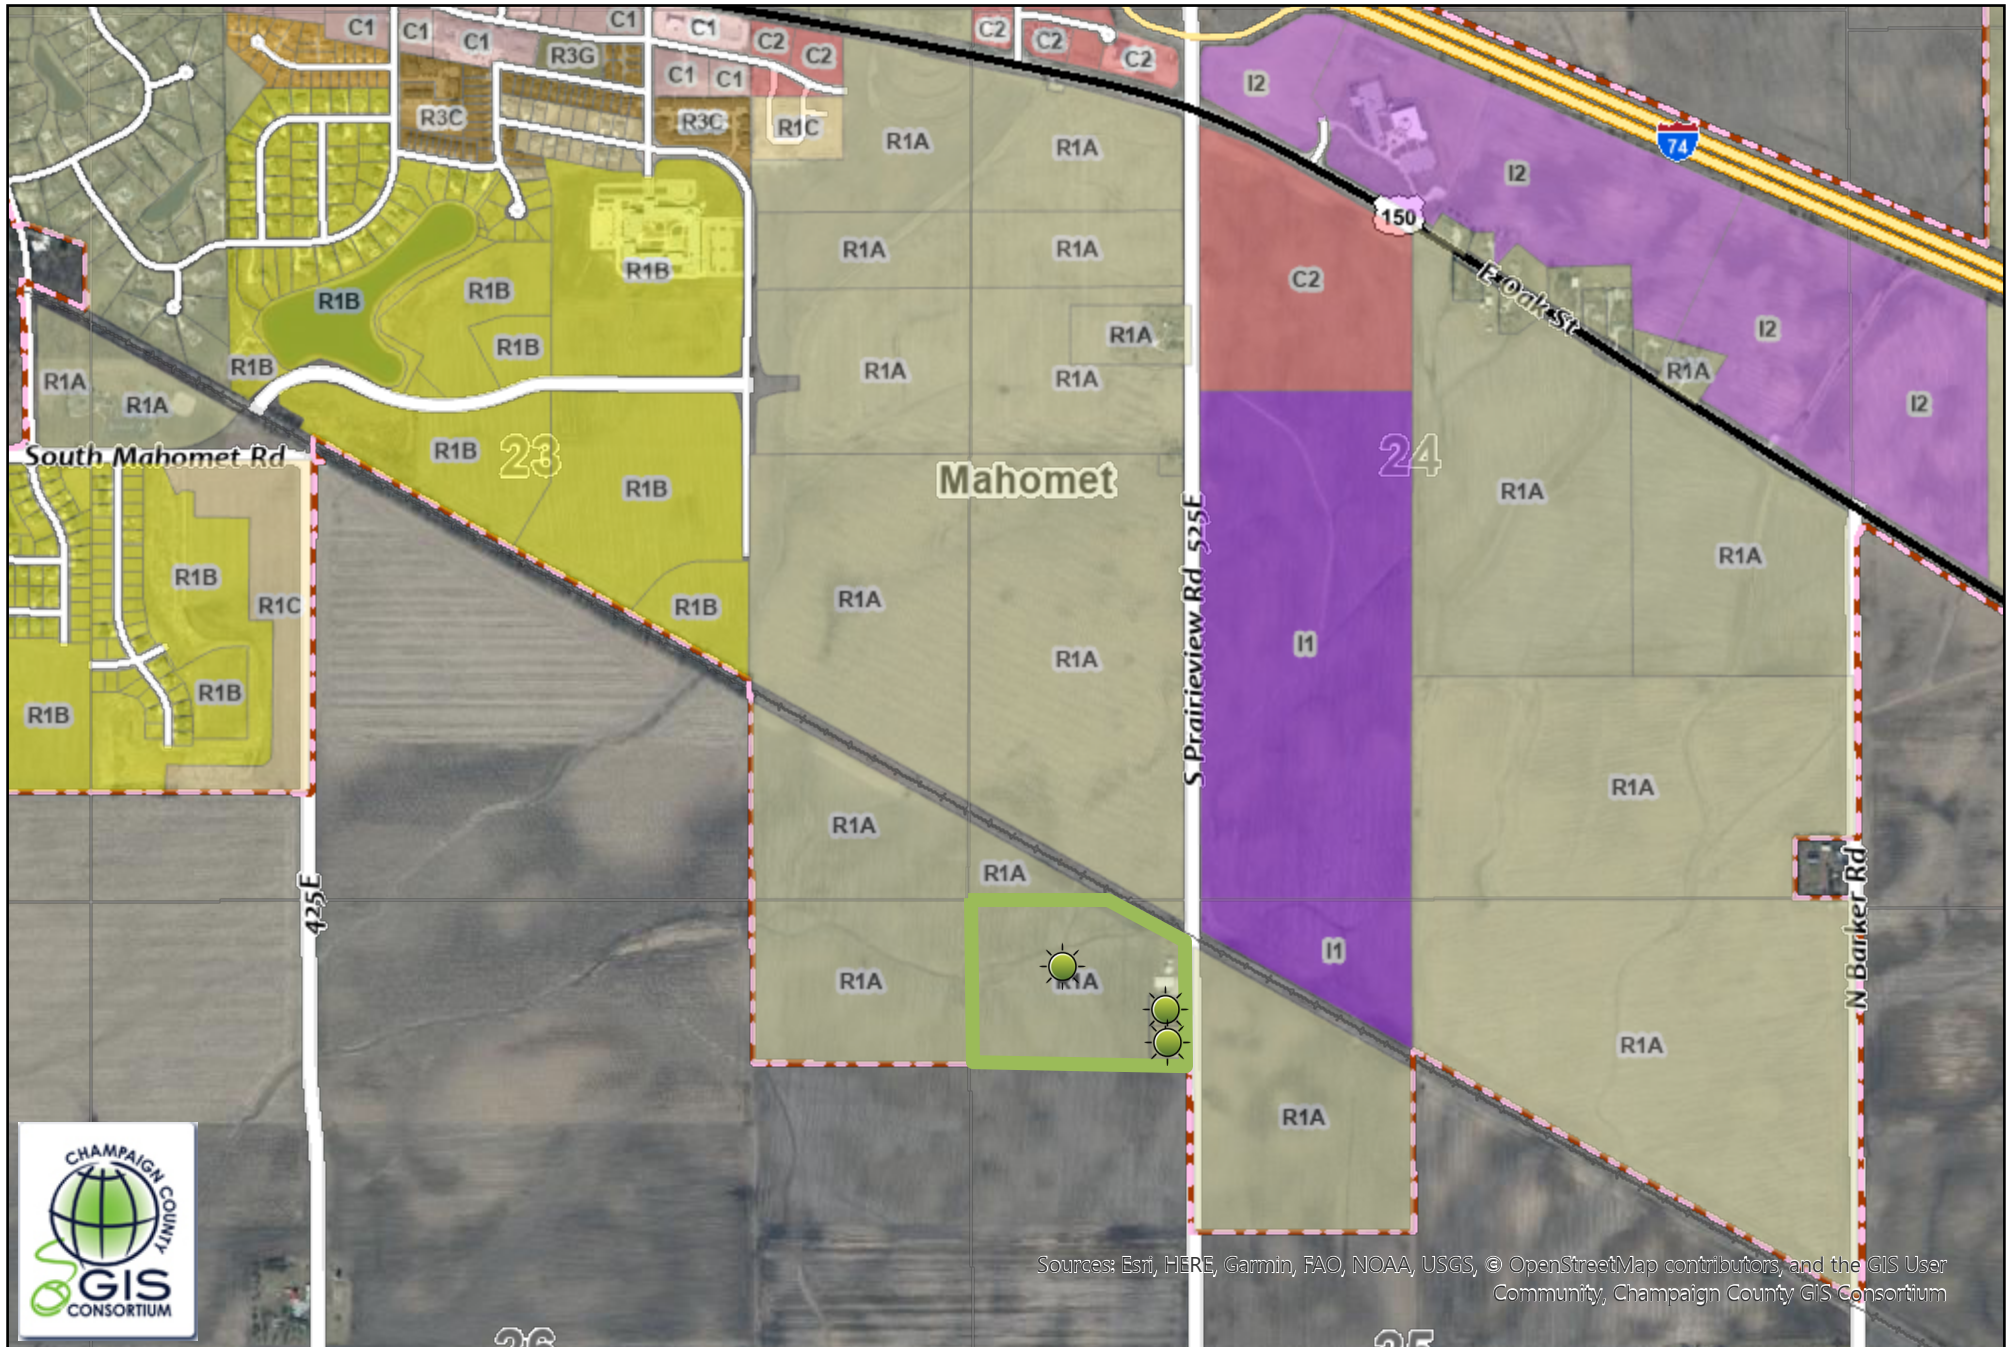 C1
C1
C1
C1
C1
C2
C2
C2
C2
C2
R3G
C1
C1
I2
R3C
R3C
R1C
R1A
R1A
74
I2
150
R1B
R1A
R1A
C2
E Oak St
R1B
R1B
R1B
R1A
I2
R1B
R1B
R1A
R1A
R1A
R1A
R1A
I2
South Mahomet Rd
R1B
23
24
Mahomet
R1B
R1A
S Prairieview Rd 525E
R1A
R1B
R1C
R1B
R1A
R1A
I1
R1B
R1B
R1A
R1A
425E
R1A
N Barker Rd
R1A
R1A
I1
R1A
R1A
R1A
CHAMPAIGN COUNTY
GIS
CONSORTIUM
Sources: Esri, HERE, Garmin, FAO, NOAA, USGS, © OpenStreetMap contributors, and the GIS User
Community, Champaign County GIS Consortium
26
25